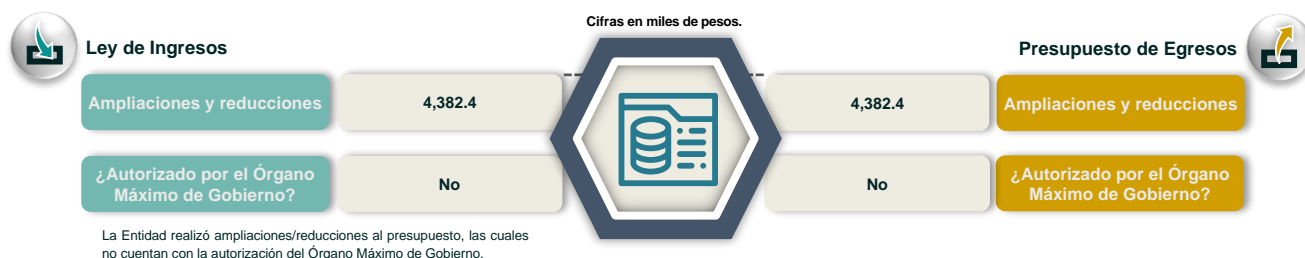 Cifras en miles de pesos.
Ley de Ingresos
Presupuesto de Egresos
Ampliaciones y reducciones
4,382.4
4,382.4
Ampliaciones y reducciones
¿Autorizado por el Órgano
Máximo de Gobierno?
No
No
¿Autorizado por el Órgano
Máximo de Gobierno?
La Entidad realizó ampliaciones/reducciones al presupuesto, las cuales
no cuentan con la autorización del Órgano Máximo de Gobierno.